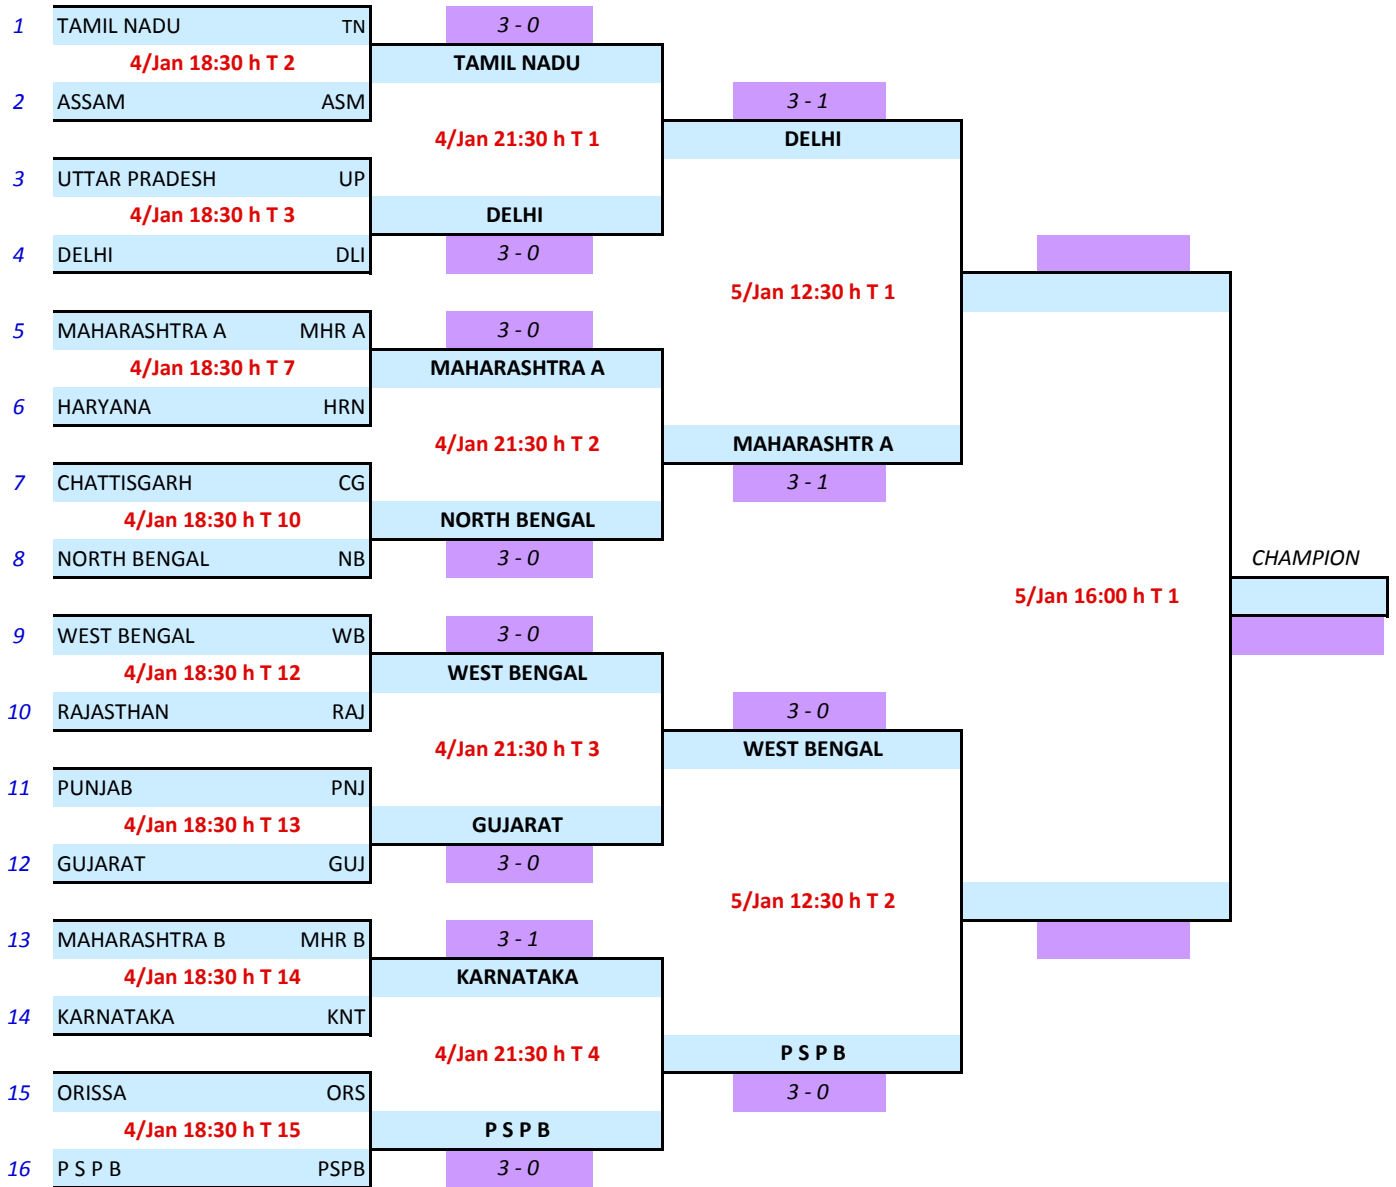 1 TAMIL NADU TN 3 - 0
4/Jan 18:30 h T 2 TAMIL NADU
2 ASSAM ASM 3 - 1
4/Jan 21:30 h T 1 DELHI
3 UTTAR PRADESH UP
4/Jan 18:30 h T 3 DELHI
4 DELHI DLI 3 - 0
5/Jan 12:30 h T 1
5 MAHARASHTRA A MHR A 3 - 0
4/Jan 18:30 h T 7 MAHARASHTRA A
6 HARYANA HRN
4/Jan 21:30 h T 2 MAHARASHTR A
7 CHATTISGARH CG 3 - 1
4/Jan 18:30 h T 10 NORTH BENGAL
8 NORTH BENGAL NB 3 - 0 CHAMPION
5/Jan 16:00 h T 1
9 WEST BENGAL WB 3 - 0
4/Jan 18:30 h T 12 WEST BENGAL
10 RAJASTHAN RAJ 3 - 0
4/Jan 21:30 h T 3 WEST BENGAL
11 PUNJAB PNJ
4/Jan 18:30 h T 13 GUJARAT
12 GUJARAT GUJ 3 - 0
5/Jan 12:30 h T 2
13 MAHARASHTRA B MHR B 3 - 1
4/Jan 18:30 h T 14 KARNATAKA
14 KARNATAKA KNT
4/Jan 21:30 h T 4 P S P B
15 ORISSA ORS 3 - 0
4/Jan 18:30 h T 15 P S P B
16 P S P B PSPB 3 - 0